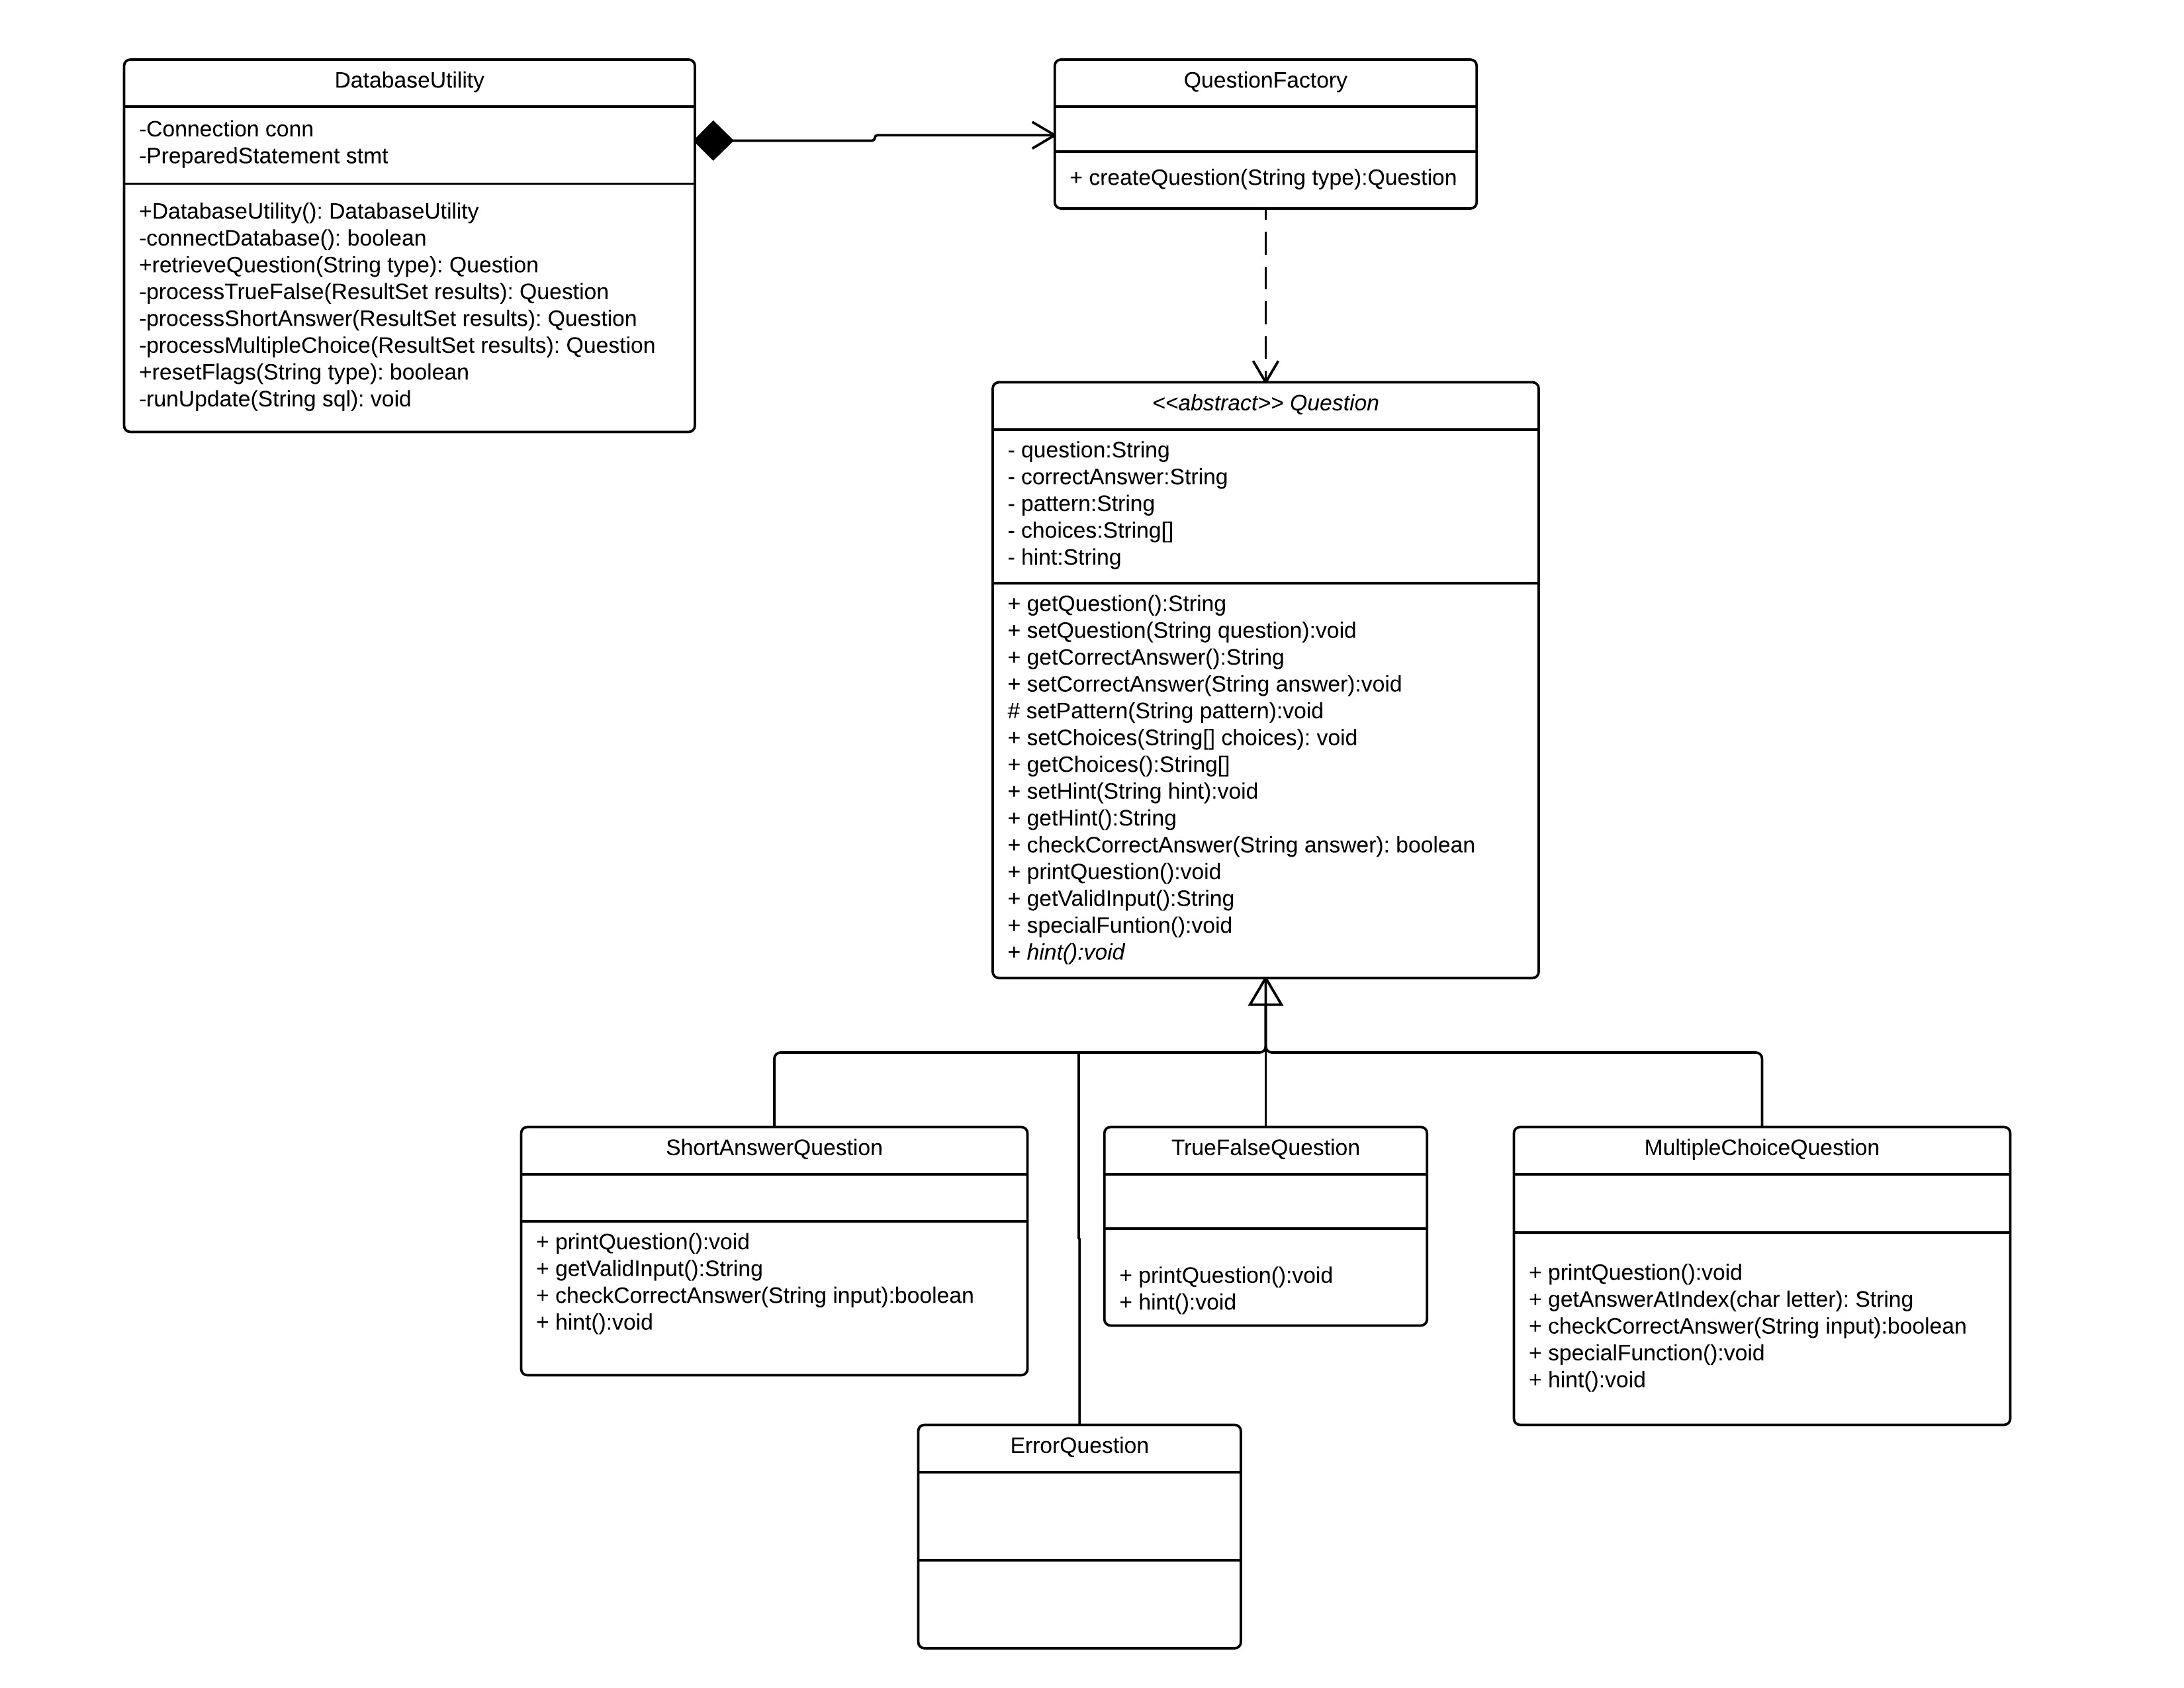 DatabaseUtility
-Connection conn
-PreparedStatement stmt
+DatabaseUtility(): DatabaseUtility
-connectDatabase(): boolean
+retrieveQuestion(String type): Question
-processTrueFalse(ResultSet results): Question
-processShortAnswer(ResultSet results): Question
-processMultipleChoice(ResultSet results): Question
+resetFlags(String type): boolean
-runUpdate(String sql): void
QuestionFactory
+ createQuestion(String type):Question
<<abstract>> Question
- question:String
- correctAnswer:String
- pattern:String
- choices:String[]
- hint:String
+ getQuestion():String
+ setQuestion(String question):void
+ getCorrectAnswer():String
+ setCorrectAnswer(String answer):void
# setPattern(String pattern):void
+ setChoices(String[] choices): void
+ getChoices():String[]
+ setHint(String hint):void
+ getHint():String
+ checkCorrectAnswer(String answer): boolean
+ printQuestion():void
+ getValidInput():String
+ specialFuntion():void
+ hint():void
ShortAnswerQuestion
+ printQuestion():void
+ getValidInput():String
+ checkCorrectAnswer(String input):boolean
+ hint():void
TrueFalseQuestion
+ printQuestion():void
+ hint():void
MultipleChoiceQuestion
+ printQuestion():void
+ getAnswerAtIndex(char letter): String
+ checkCorrectAnswer(String input):boolean
+ specialFunction():void
+ hint():void
ErrorQuestion